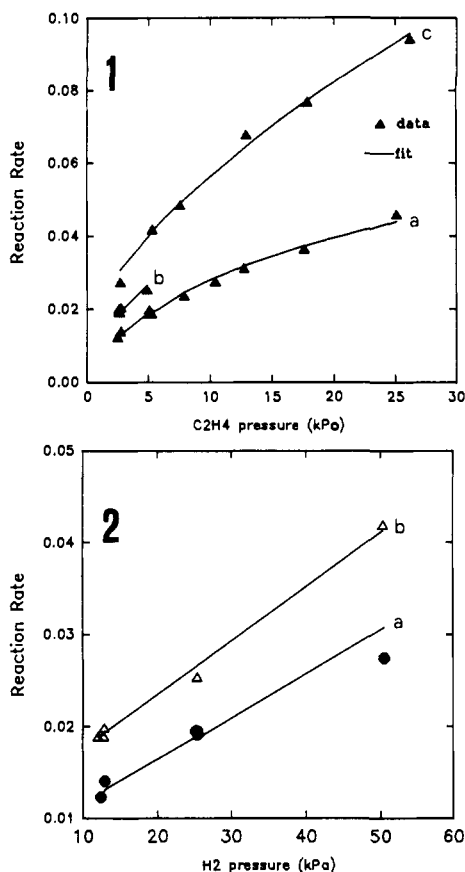 1
0.10
0.08
0.06
0.04
0.02
0.00
Reaction Rate
c
▲ data
— fit
a
b
0 5 10 15 20 25 30
C2H4 pressure (kPa)
2
0.05
0.04
0.03
0.02
0.01
Reaction Rate
b
a
10 20 30 40 50 60
H2 pressure (kPa)